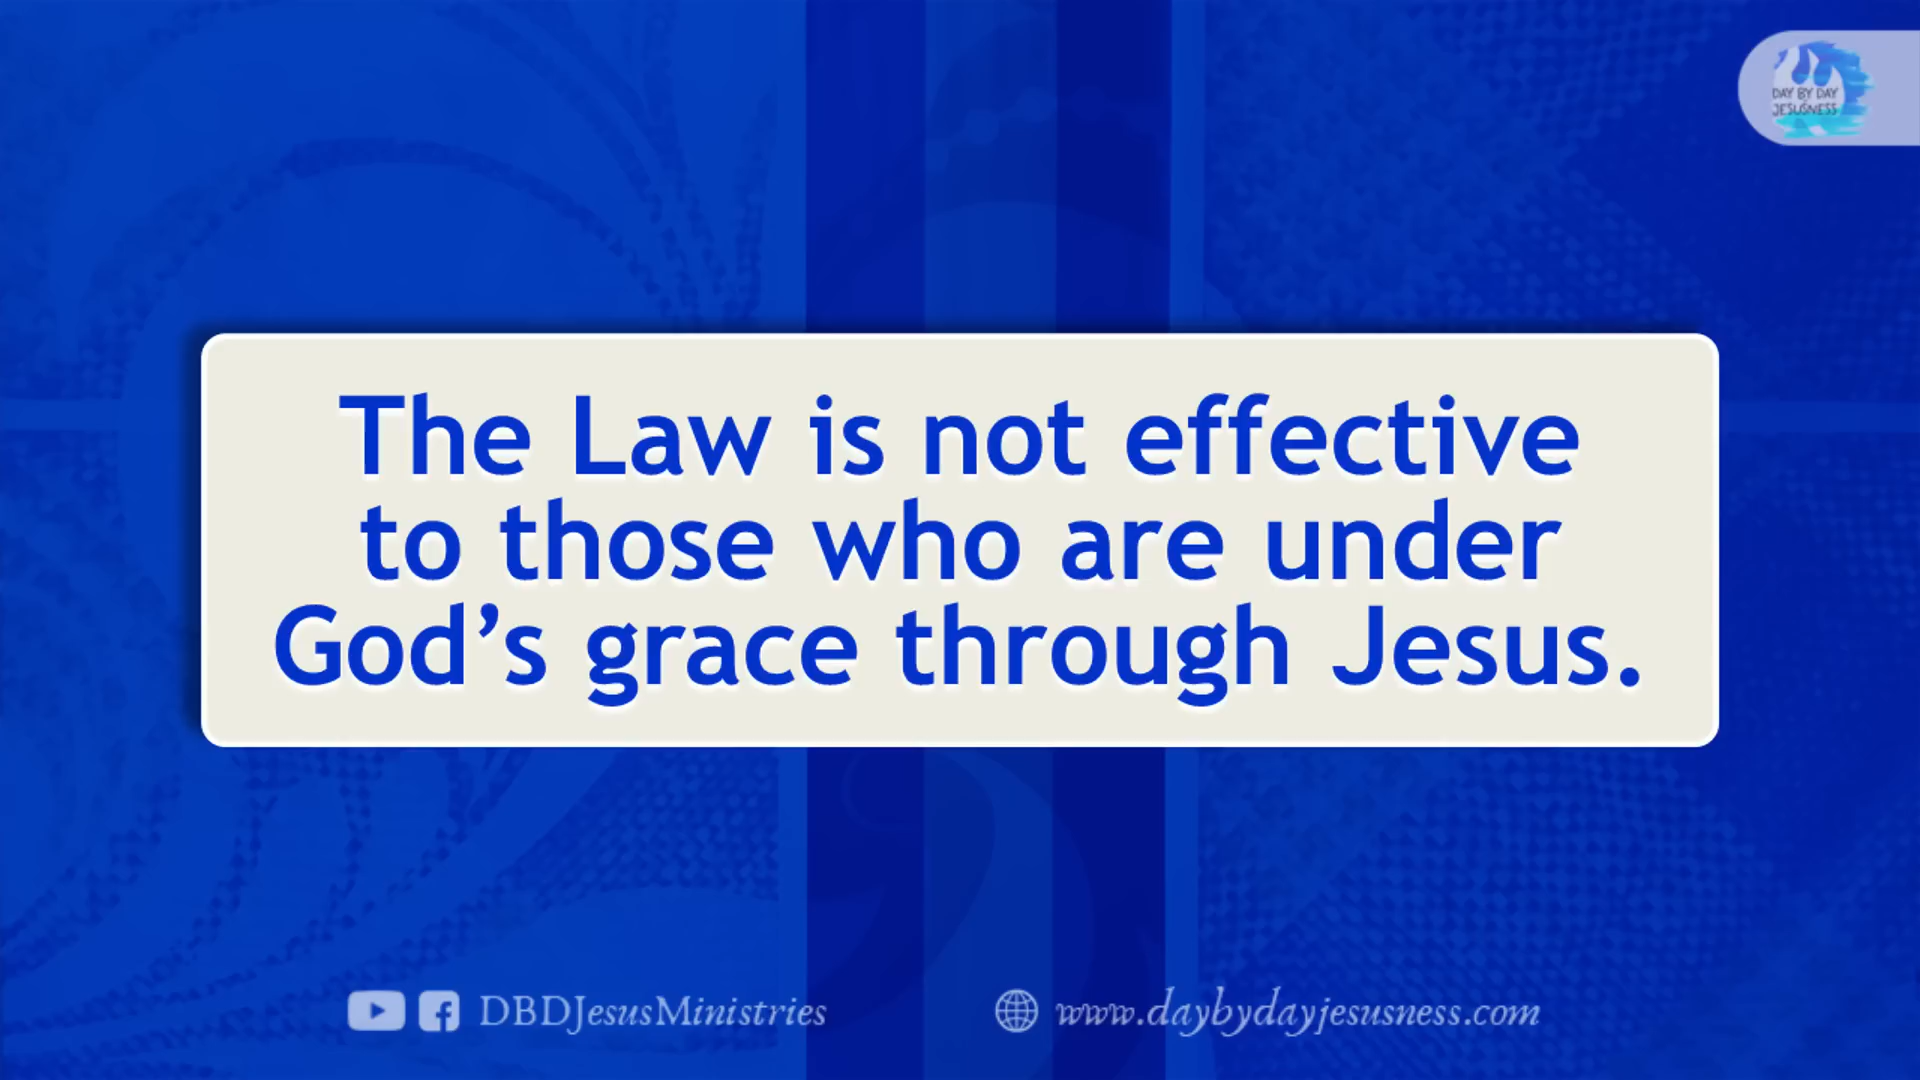 DAY BY DAY
JESUSNESS
The Law is not effective
to those who are under
God’s grace through Jesus.
DBDJesusMinistries
www.daybydayjesusness.com